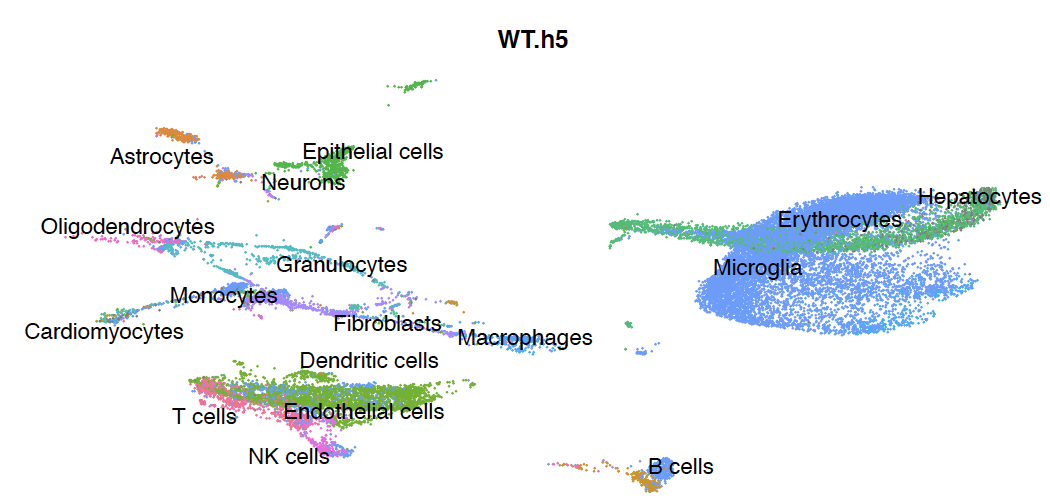 WT.h5
Astrocytes
Epithelial cells
Neurons
Hepatocytes
Oligodendrocytes
Erythrocytes
Granulocytes
Microglia
Monocytes
Cardiomyocytes
Fibroblasts
Macrophages
Dendritic cells
T cells
Endothelial cells
NK cells
B cells